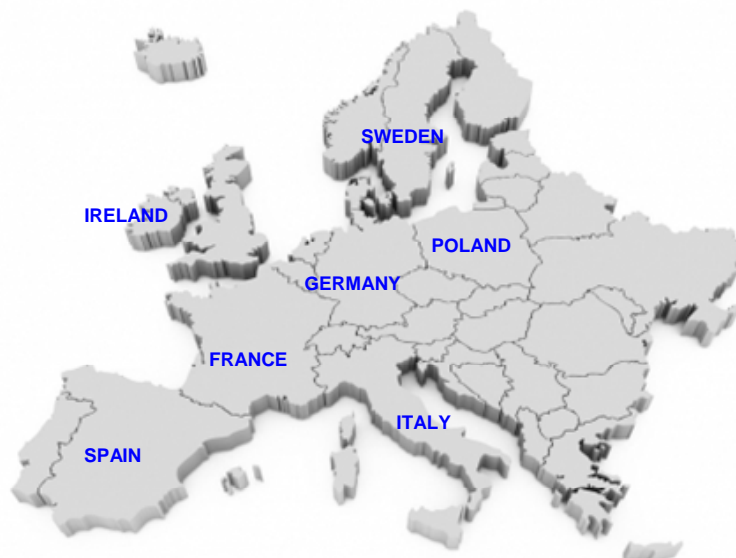 SWEDEN
IRELAND
POLAND
GERMANY
FRANCE
ITALY
SPAIN